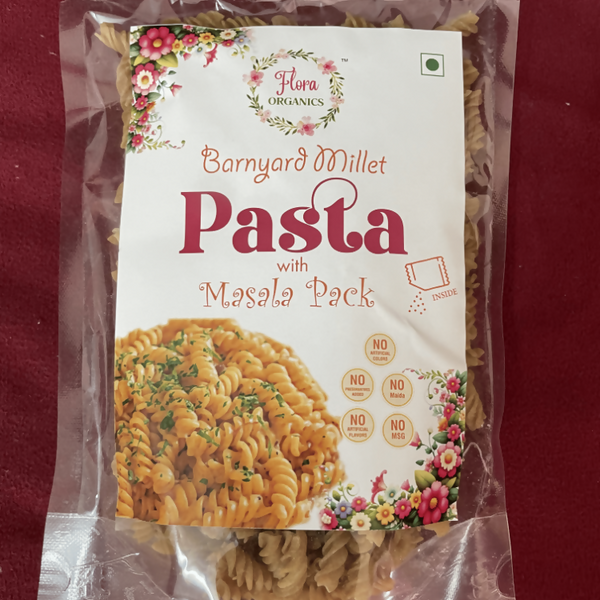 Flora
TM
ORGANICS
Barnyard Millet
Pasta
with
Masala Pack
INSIDE
NO
ARTIFICIAL
COLORS
NO
PRESERVATIVES
ADDED
NO
Maida
NO
ARTIFICIAL
FLAVORS
NO
MSG